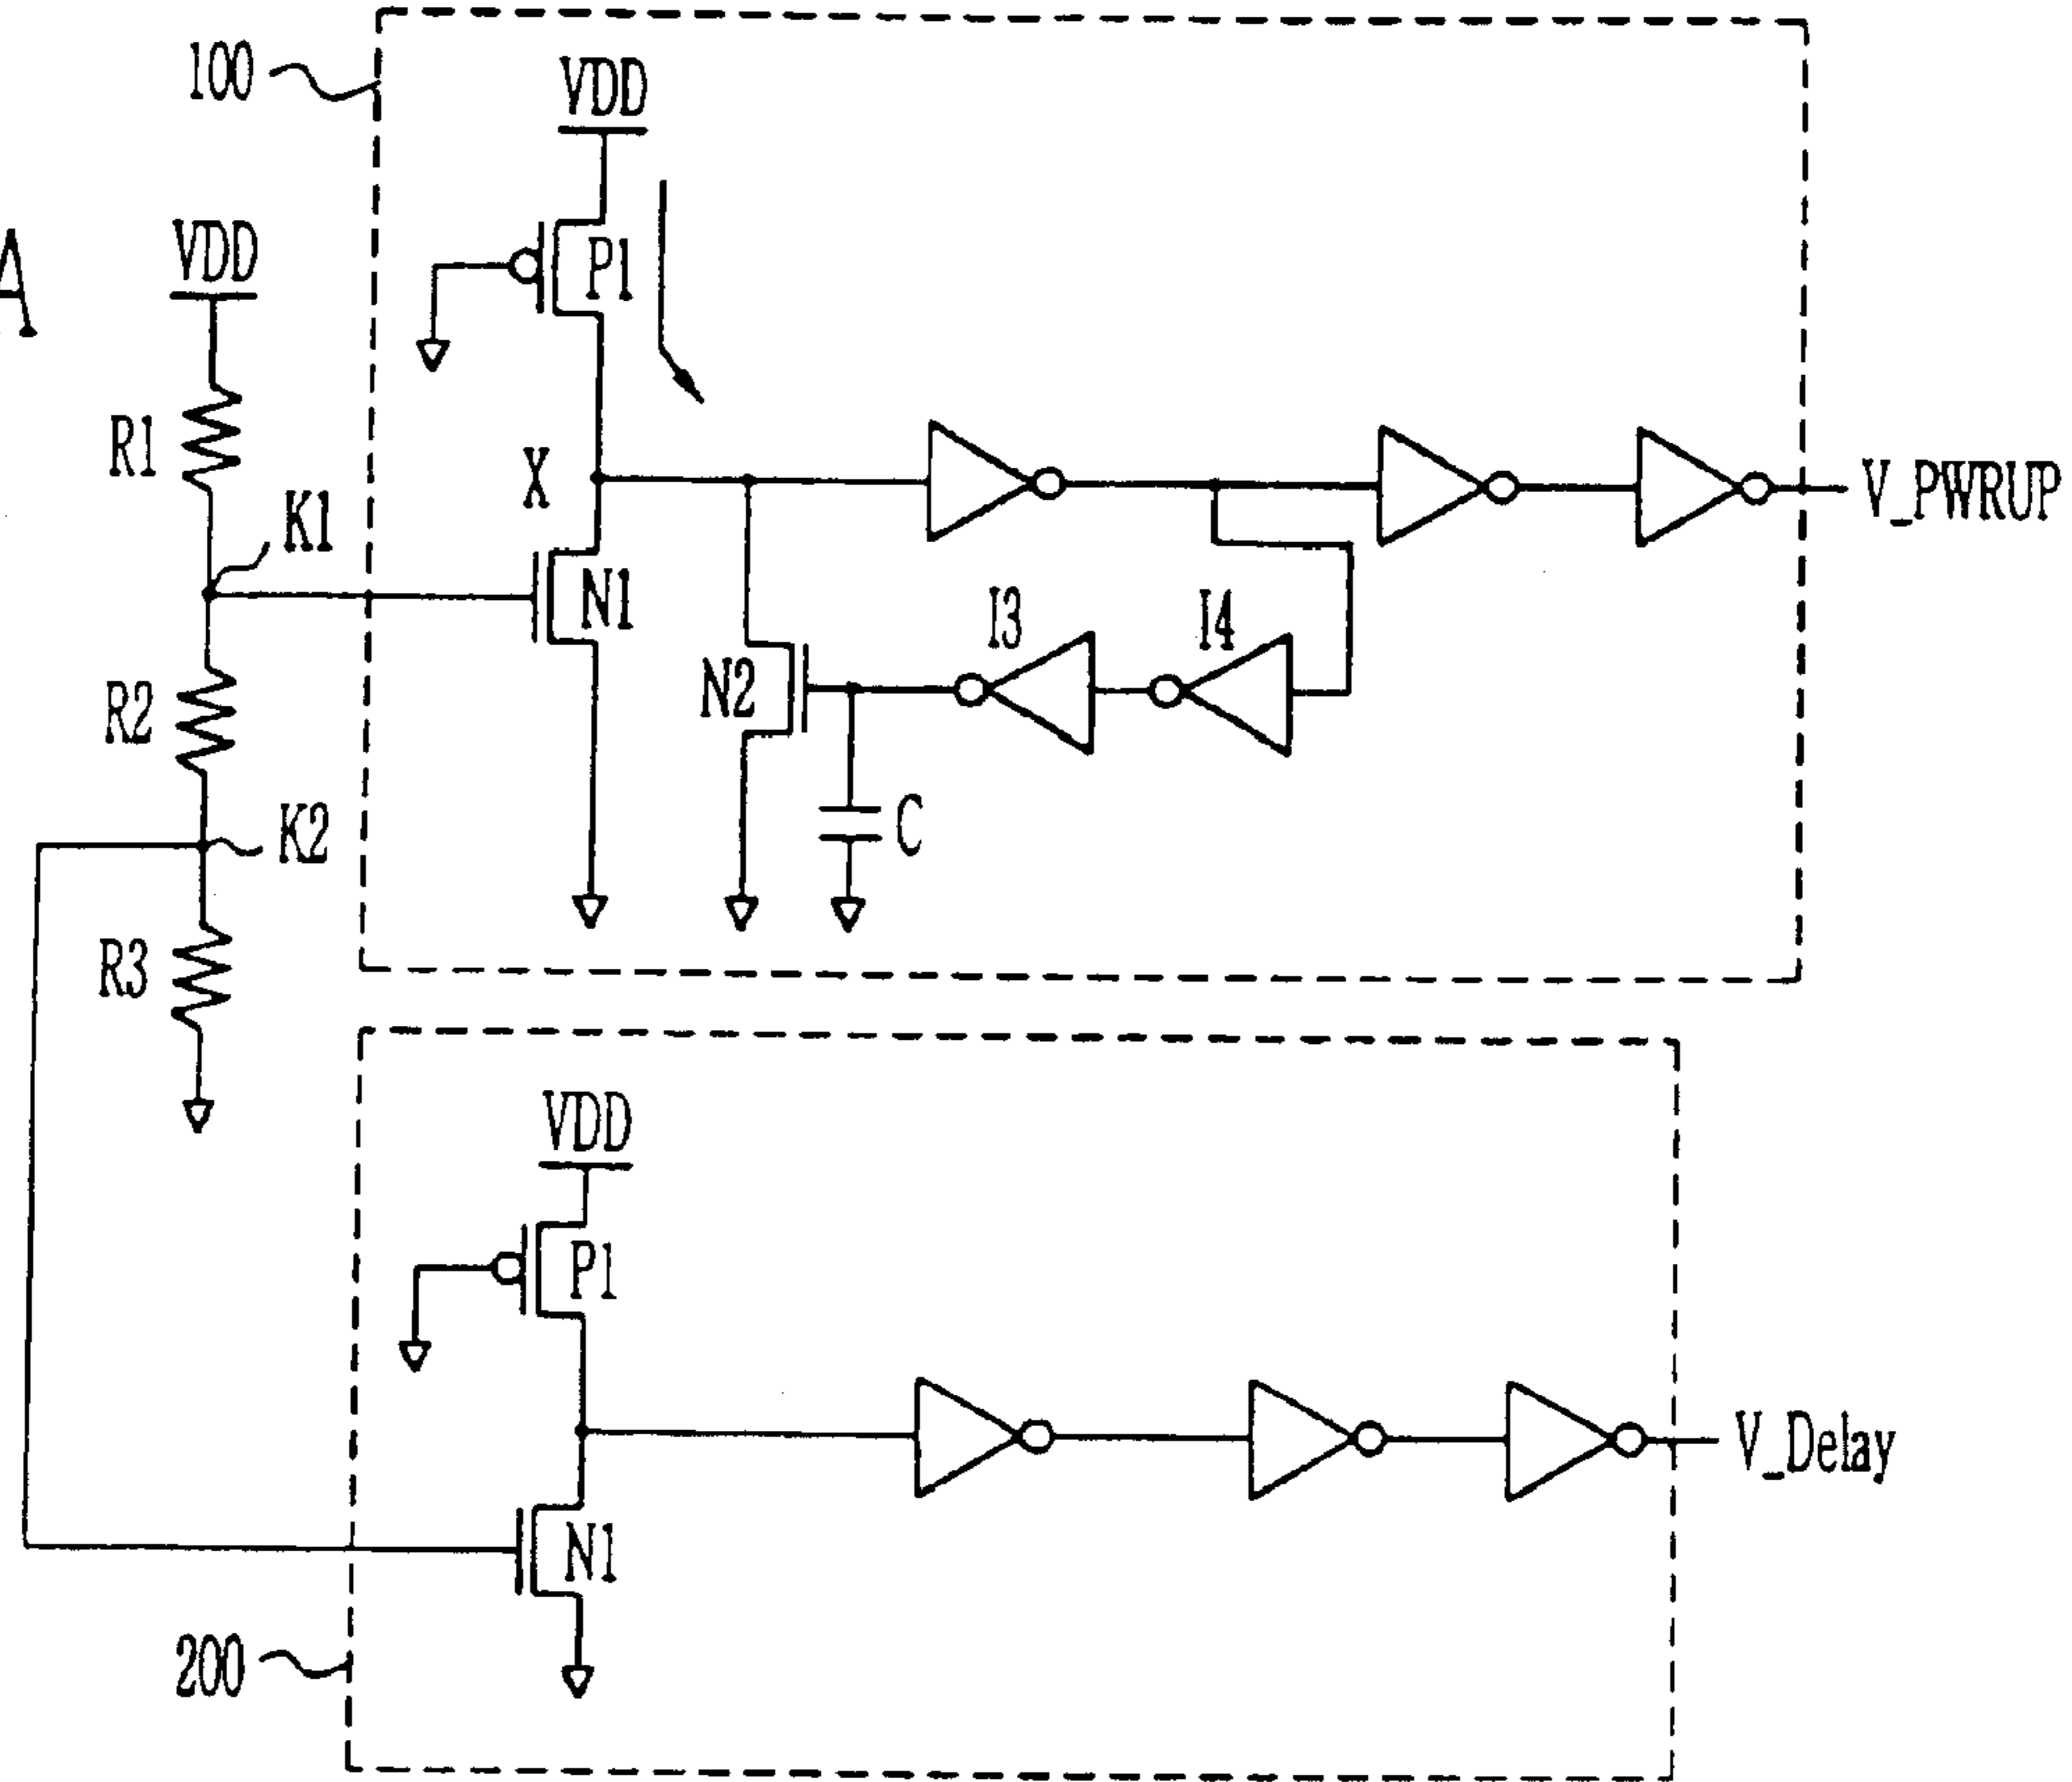 100
VDD
A
VDD
P1
R1
X
V_PWRUP
K1
N1
I3
I4
R2
N2
K2
C
R3
VDD
P1
V_Delay
N1
200